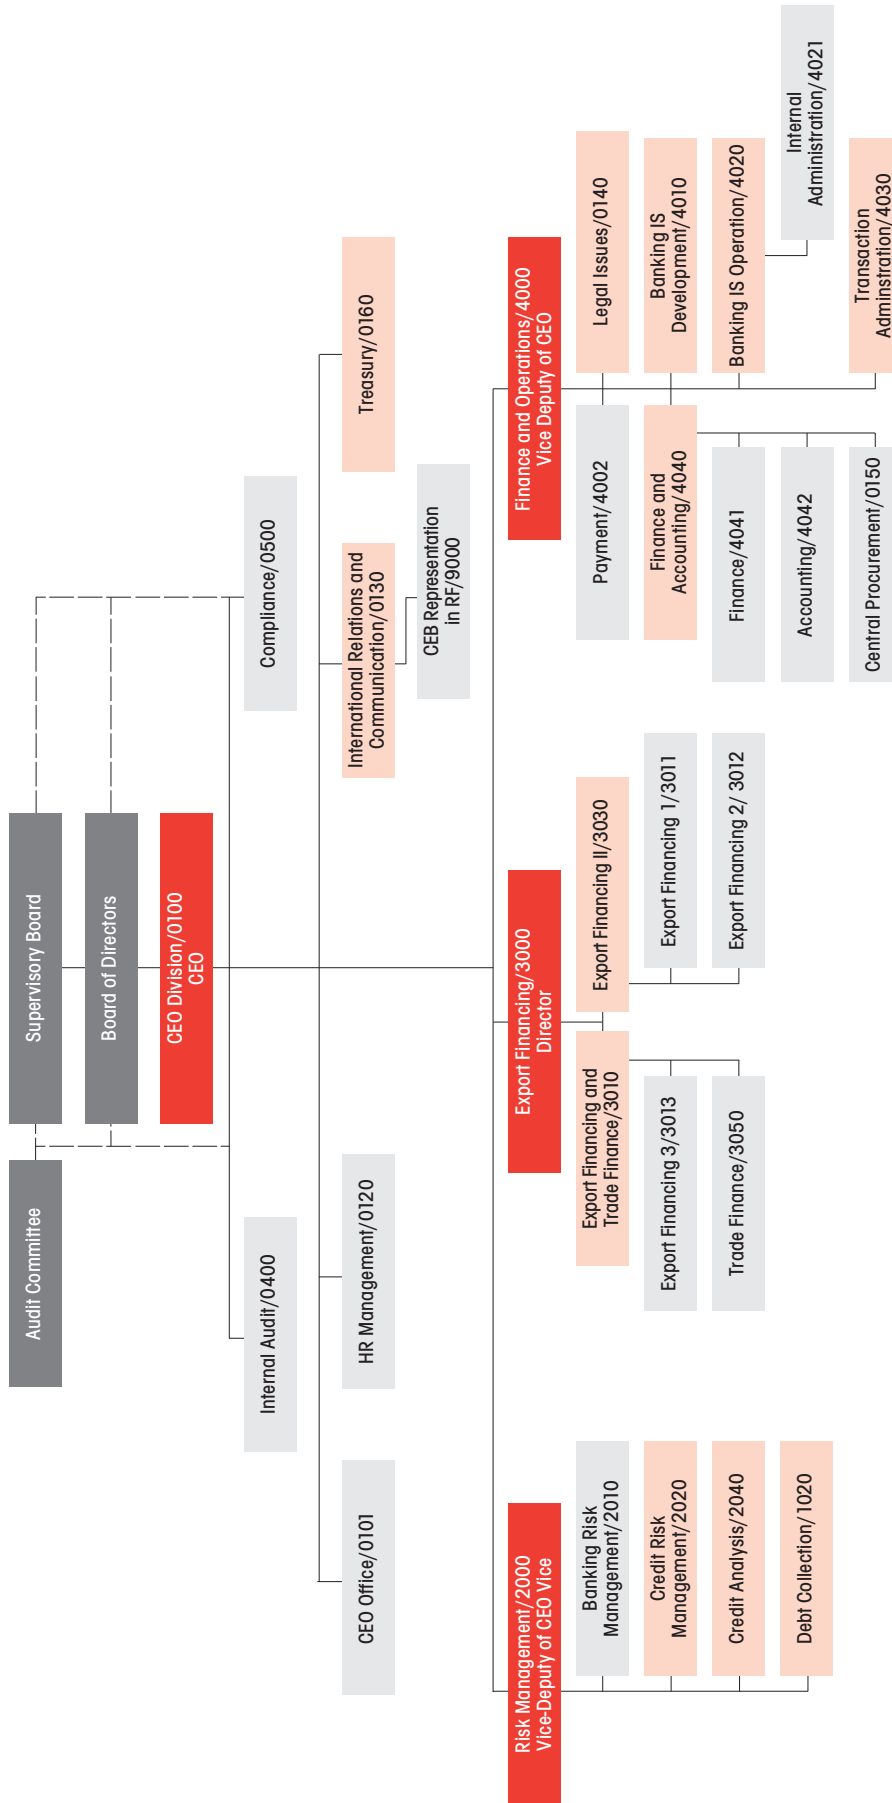 Audit Committee
Supervisory Board
Board of Directors
CEO Division/0100
CEO
Internal Audit/0400
Compliance/0500
CEO Office/0101
HR Management/0120
International Relations and
Communication/0130
Treasury/0160
CEB Representation
in RF/9000
Risk Management/2000
Vice-Deputy of CEO Vice
Export Financing/3000
Director
Finance and Operations/4000
Vice Deputy of CEO
Banking Risk
Management/2010
Credit Risk
Management/2020
Credit Analysis/2040
Debt Collection/1020
Export Financing and
Trade Finance/3010
Export Financing II/3030
Export Financing 3/3013
Export Financing 1/3011
Trade Finance/3050
Export Financing 2/ 3012
Payment/4002
Legal Issues/0140
Finance and
Accounting/4040
Banking IS
Development/4010
Finance/4041
Banking IS Operation/4020
Accounting/4042
Internal
Administration/4021
Central Procurement/0150
Transaction
Adminstration/4030